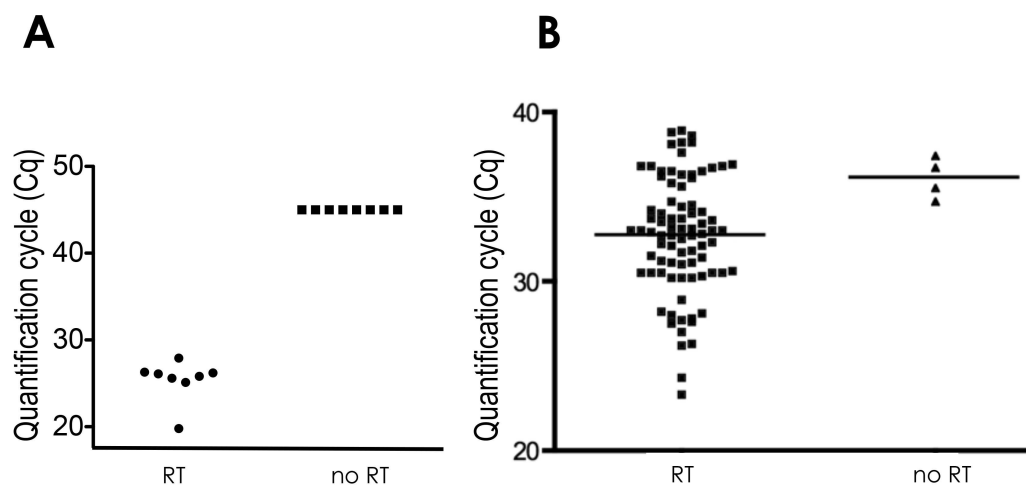 A
Quantification cycle (Cq)
50
40
30
20
RT
no RT
B
Quantification cycle (Cq)
40
30
20
RT
no RT